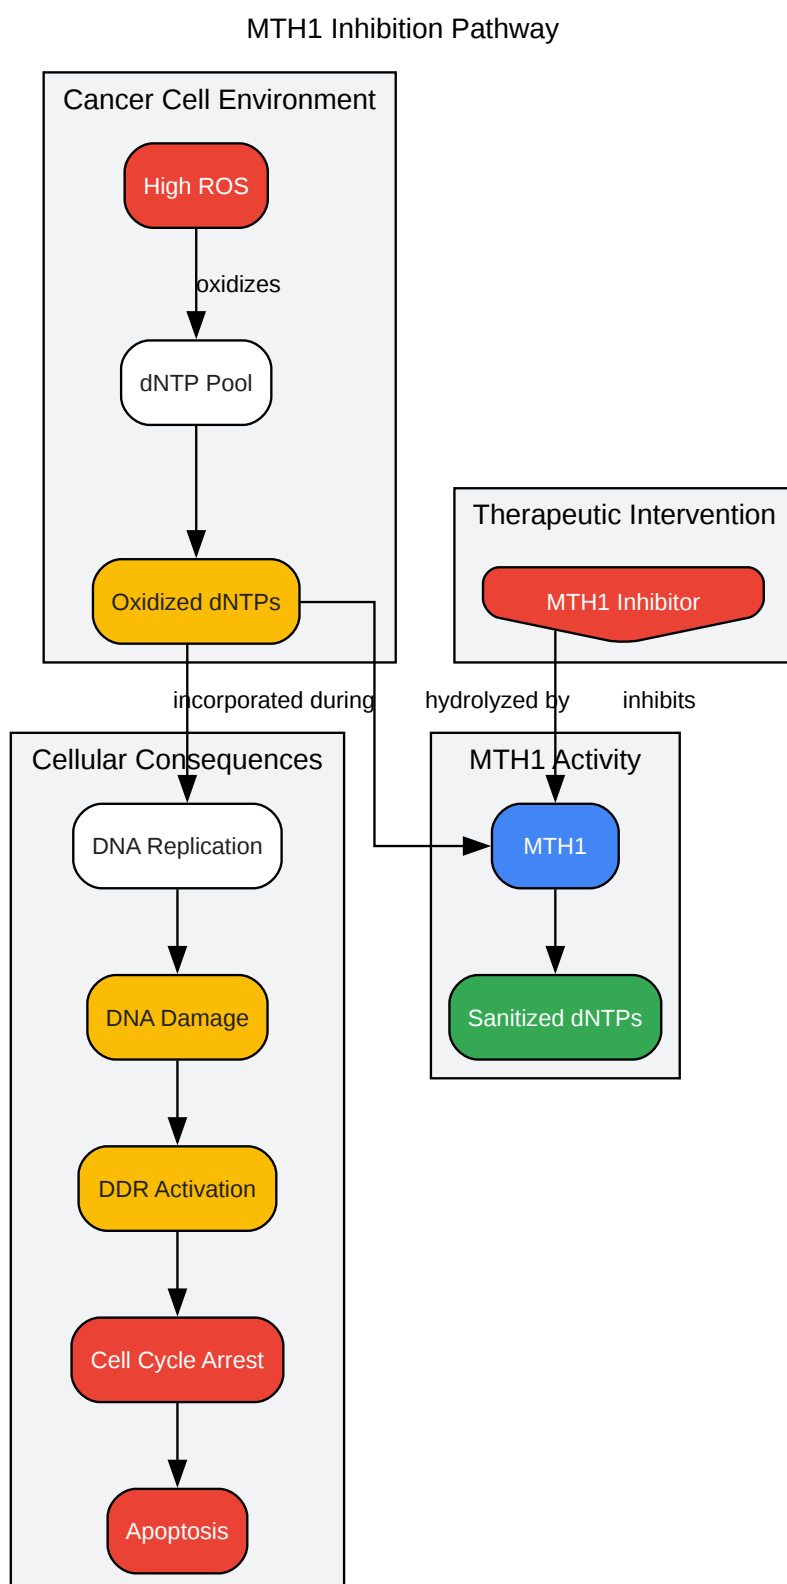 MTH1 Inhibition Pathway
Cancer Cell Environment
High ROS
oxidizes
dNTP Pool
Therapeutic Intervention
Oxidized dNTPs
MTH1 Inhibitor
incorporated during
hydrolyzed by
inhibits
Cellular Consequences
MTH1 Activity
DNA Replication
MTH1
DNA Damage
Sanitized dNTPs
DDR Activation
Cell Cycle Arrest
Apoptosis